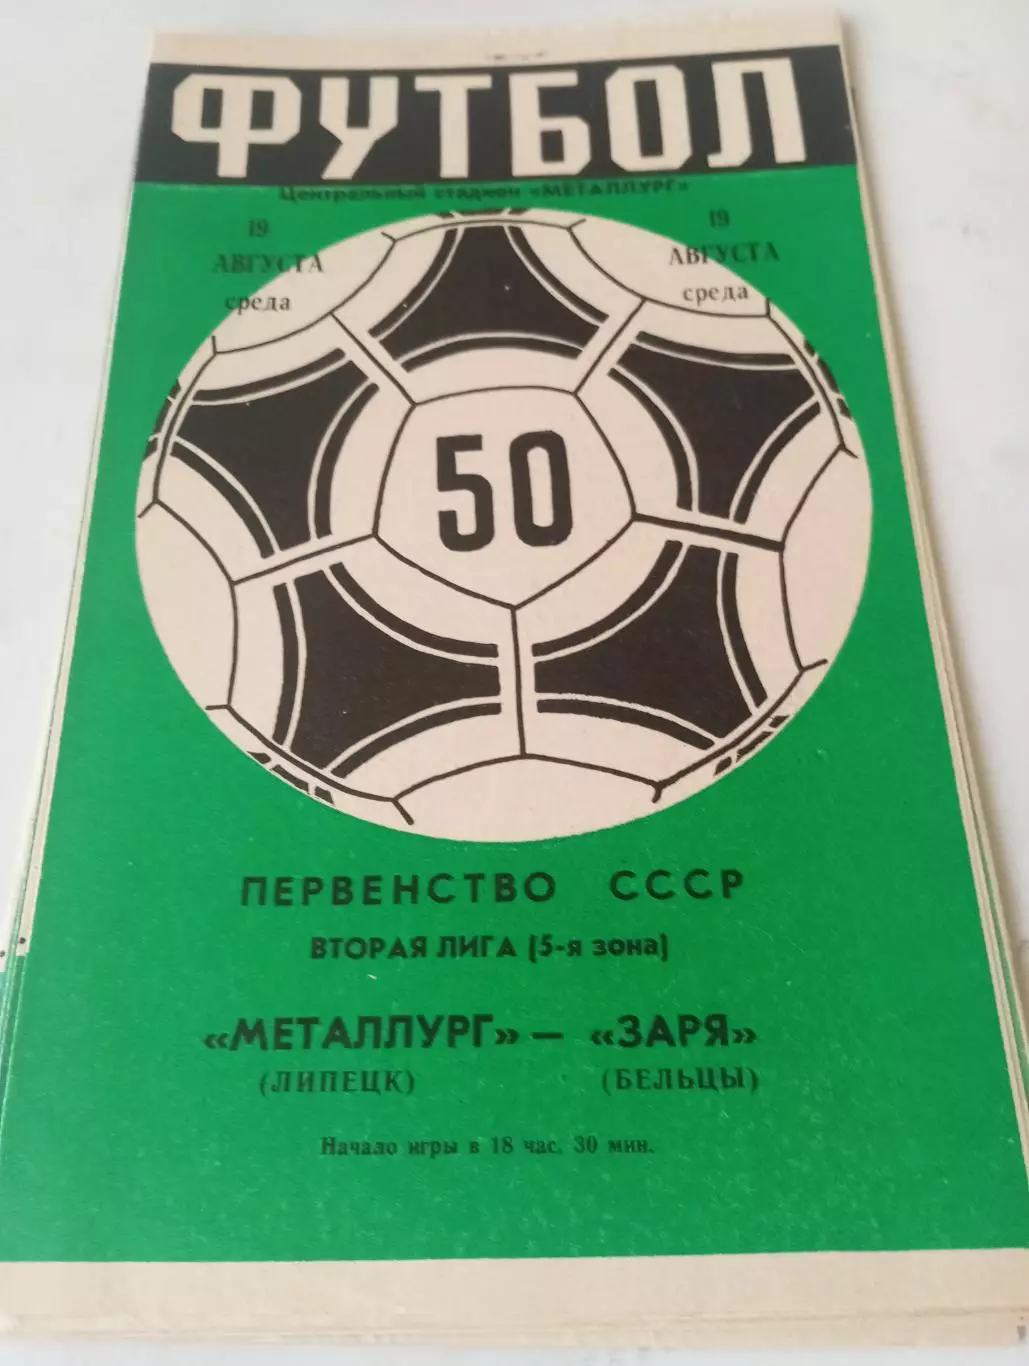 ФУТБОЛ
Центральный стадион «МЕТАЛЛУРГ»
19
АВГУСТА
среда
19
АВГУСТА
среда
50
ПЕРВЕНСТВО СССР
ВТОРАЯ ЛИГА (5-я зона)
«МЕТАЛЛУРГ» — «ЗАРЯ»
(ЛИПЕЦК) (БЕЛЬЦЫ)
Начало игры в 18 час. 30 мин.